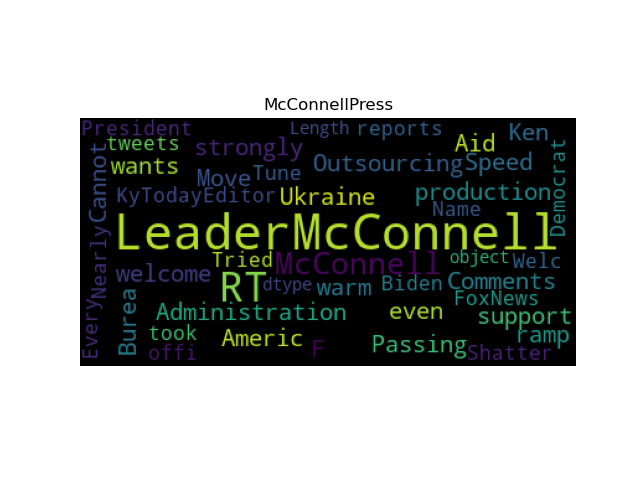 McConnellPress
President
Length
reports
Ken
tweets
strongly
Aid
wants
Outsourcing
Speed
Cannot
Move
Tune
Democrat
KyTodayEditor
Ukraine
production
Name
LeaderMcConnell
Nearly
Tried
McConnell
object
Welc
welcome
RT
dtype
warm
Biden
Comments
FoxNews
Every
Burea
Administration
even
support
took
Americ
Passing
ramp
offi
F
Shatter